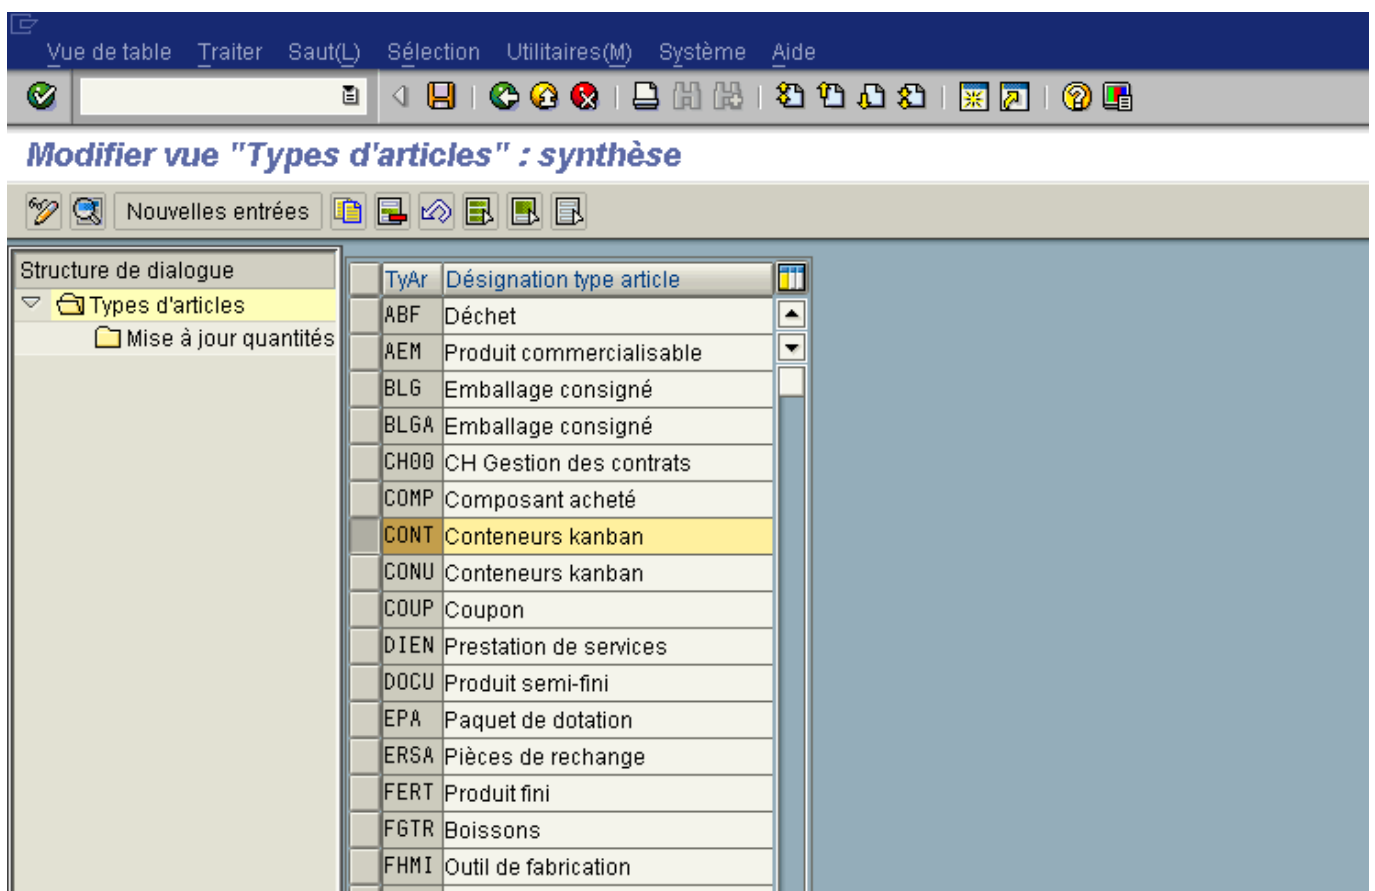 Vue de table Traiter Saut(L) Sélection Utilitaires(M) Système Aide
Modifier vue "Types d'articles" : synthèse
Nouvelles entrées
Structure de dialogue
Types d'articles
Mise à jour quantités
TyAr Désignation type article
ABF Déchet
AEM Produit commercialisable
BLG Emballage consigné
BLGA Emballage consigné
CH00 CH Gestion des contrats
COMP Composant acheté
CONT Conteneurs kanban
CONU Conteneurs kanban
COUP Coupon
DIEN Prestation de services
DOCU Produit semi-fini
EPA Paquet de dotation
ERSA Pièces de rechange
FERT Produit fini
FGTR Boissons
FHMI Outil de fabrication